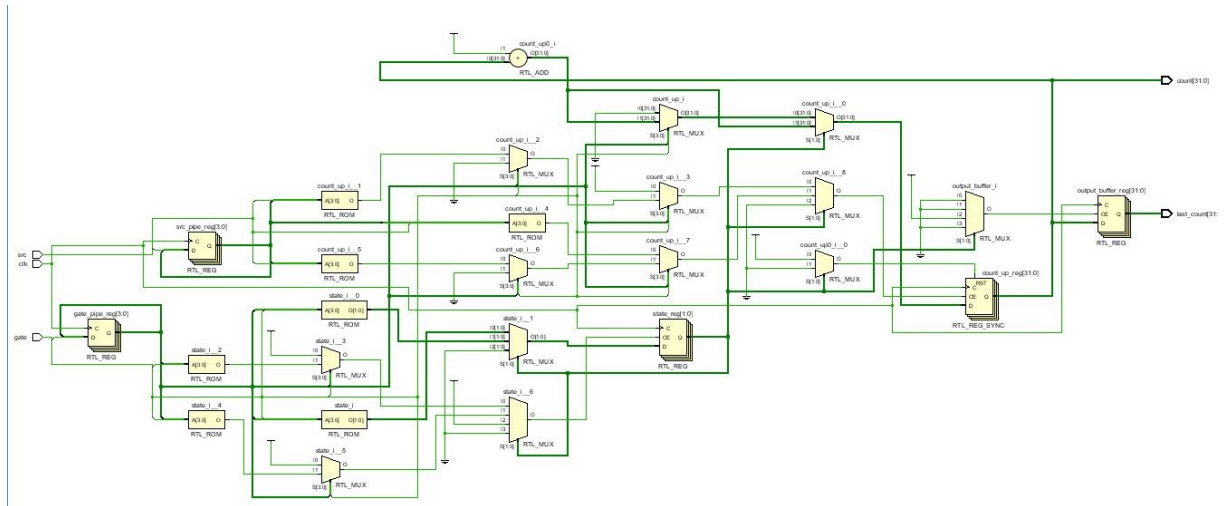 count_up0_i
I1
I0[31:0]
O[31:0]
+
RTL_ADD
count[31:0]
count_up_i
I0[31:0]
I1[31:0]
O[31:0]
S[3:0]
RTL_MUX
count_up_i__0
I0[31:0]
I1[31:0]
O[31:0]
S[1:0]
RTL_MUX
count_up_i__2
I0
I1
O
S[3:0]
RTL_MUX
count_up_i__3
I0
I1
O
S[3:0]
RTL_MUX
count_up_i__8
I0
I1
I2
O
S[1:0]
RTL_MUX
count_up_i__1
A[3:0]
O
RTL_ROM
output_buffer_i
I0
I1
I2
I3
O
S[1:0]
RTL_MUX
output_buffer_reg[31:0]
C
CE
D
Q
RTL_REG
last_count[31:
count_up_i__4
A[3:0]
O
RTL_ROM
src_pipe_reg[3:0]
C
D
Q
RTL_REG
count_up_i__5
A[3:0]
O
RTL_ROM
count_up_i__6
I0
I1
O
S[3:0]
RTL_MUX
count_up_i__7
I0
I1
O
S[3:0]
RTL_MUX
count_up0_i__0
I0
I1
O
S[1:0]
RTL_MUX
count_up_reg[31:0]
RST
C
CE
D
Q
RTL_REG_SYNC
src
clk
gate
gate_pipe_reg[3:0]
C
D
Q
RTL_REG
state_i__0
A[3:0]
O[1:0]
RTL_ROM
state_i__1
I0[1:0]
I1[1:0]
I2[1:0]
O[1:0]
S[1:0]
RTL_MUX
state_reg[1:0]
C
CE
D
Q
RTL_REG
state_i__2
A[3:0]
O
RTL_ROM
state_i__3
I0
I1
O
S[3:0]
RTL_MUX
state_i__4
A[3:0]
O
RTL_ROM
state_i
A[3:0]
O[1:0]
RTL_ROM
state_i__6
I0
I1
I2
I3
O
S[1:0]
RTL_MUX
state_i__5
I0
I1
O
S[3:0]
RTL_MUX